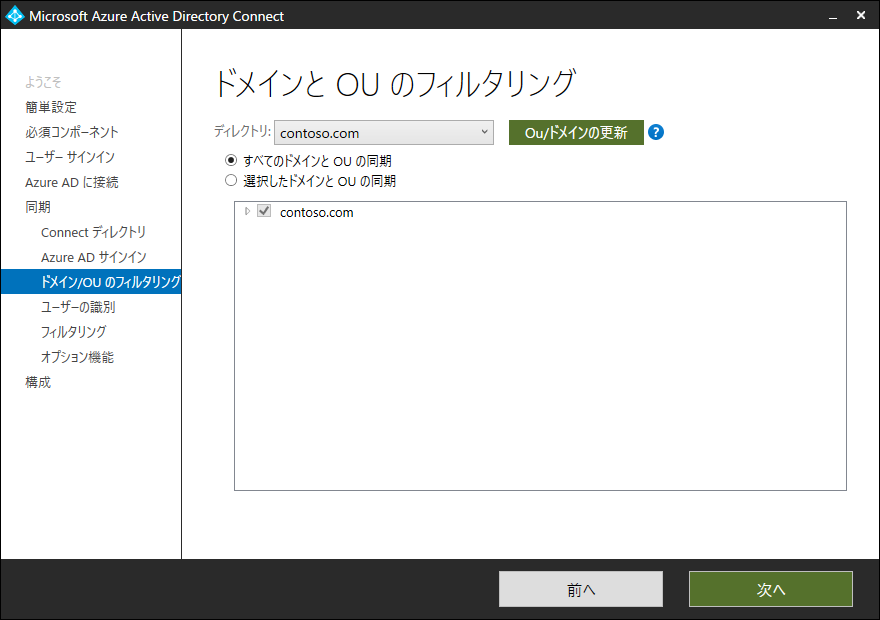 Microsoft Azure Active Directory Connect
ようこそ
簡単設定
必須コンポーネント
ユーザー サインイン
Azure AD に接続
同期
Connect ディレクトリ
Azure AD サインイン
ドメイン/OU のフィルタリング
ユーザーの識別
フィルタリング
オプション機能
構成
ドメインと OU のフィルタリング
ディレクトリ: contoso.com Ou/ドメインの更新 ?
すべてのドメインと OU の同期
選択したドメインと OU の同期
contoso.com
前へ 次へ